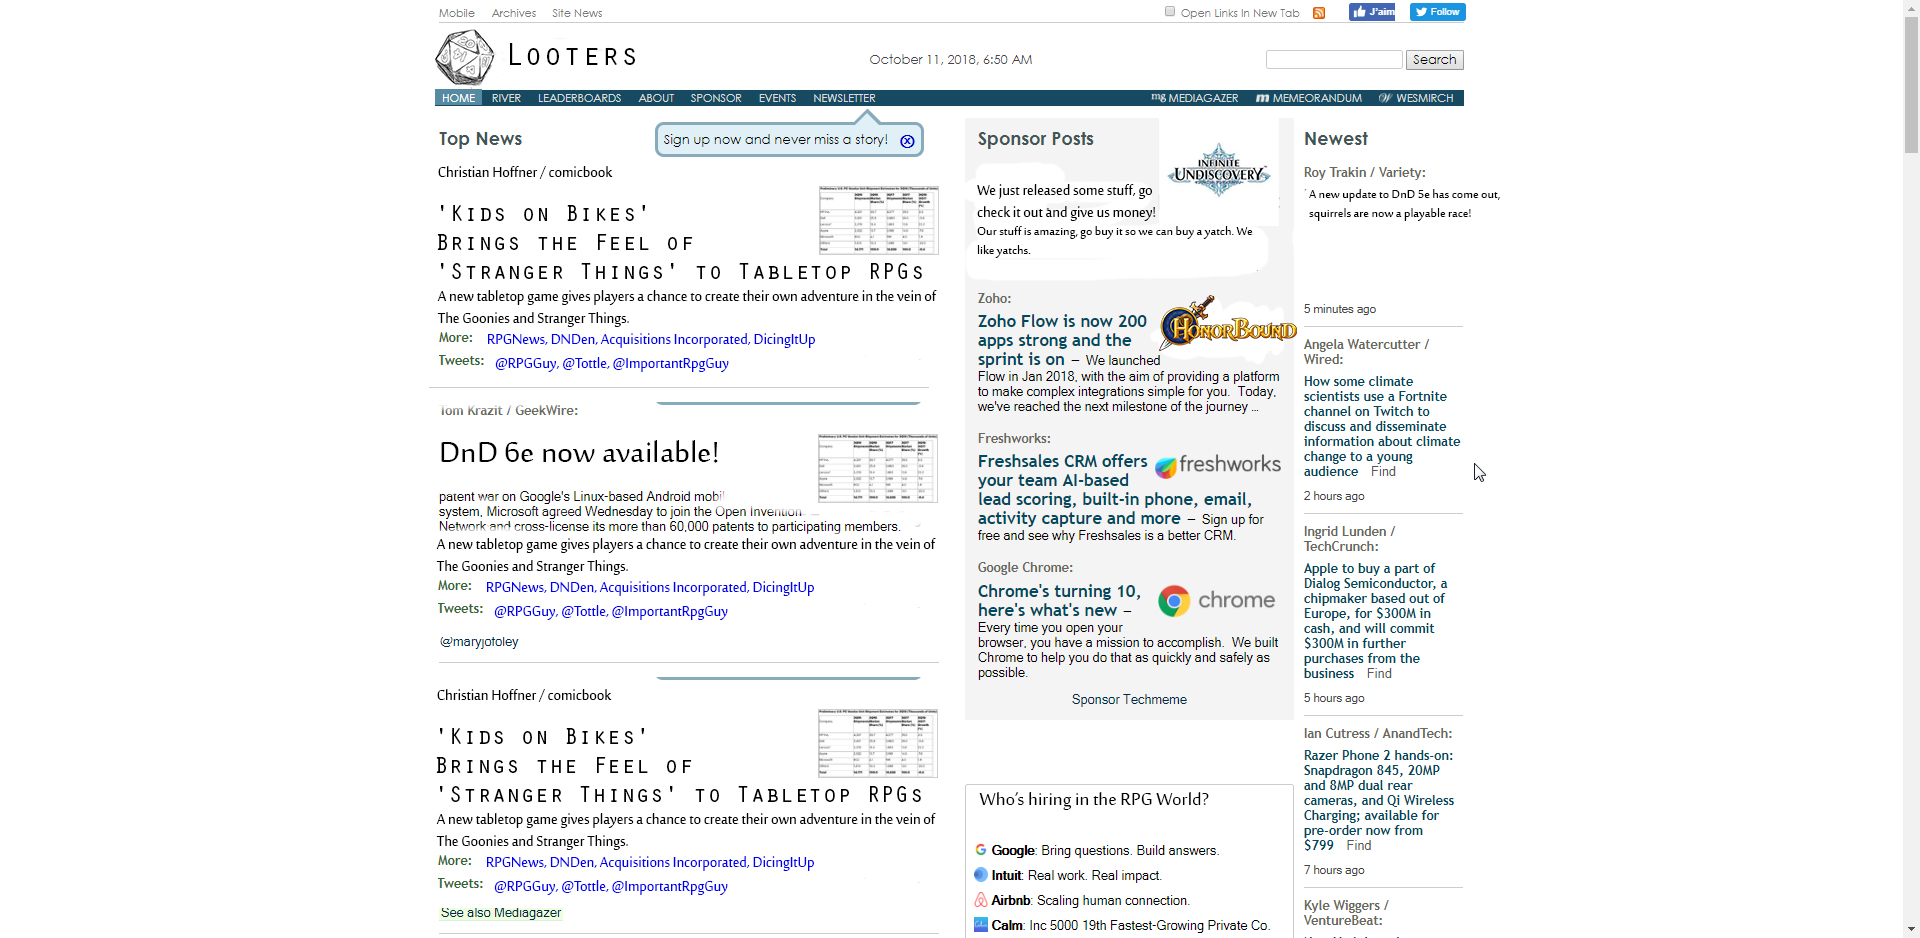 Mobile Archives Site News
Open Links In New Tab
J'aim
Follow
LOOTERS
October 11, 2018, 6:50 AM
Search
HOME RIVER LEADERBOARDS ABOUT SPONSOR EVENTS NEWSLETTER
mg MEDIAGAZER m MEMEORANDUM W WESMIRCH
Top News
Sign up now and never miss a story!
Christian Hoffner / comicbook
'KIDS ON BIKES'
BRINGS THE FEEL OF
'STRANGER THINGS' TO TABLETOP RPGS
A new tabletop game gives players a chance to create their own adventure in the vein of
The Goonies and Stranger Things.
More: RPGNews, DNDen, Acquisitions Incorporated, DicingItUp
Tweets: @RPGGuy, @Tottle, @ImportantRpgGuy
Tom Krazit / GeekWire:
DnD 6e now available!
patent war on Google's Linux-based Android mobil
system, Microsoft agreed Wednesday to join the Open Invention
Network and cross-license its more than 60,000 patents to participating members.
A new tabletop game gives players a chance to create their own adventure in the vein of
The Goonies and Stranger Things.
More: RPGNews, DNDen, Acquisitions Incorporated, DicingItUp
Tweets: @RPGGuy, @Tottle, @ImportantRpgGuy
@maryjofoley
Christian Hoffner / comicbook
'KIDS ON BIKES'
BRINGS THE FEEL OF
'STRANGER THINGS' TO TABLETOP RPGS
A new tabletop game gives players a chance to create their own adventure in the vein of
The Goonies and Stranger Things.
More: RPGNews, DNDen, Acquisitions Incorporated, DicingItUp
Tweets: @RPGGuy, @Tottle, @ImportantRpgGuy
See also Mediagazer
Sponsor Posts
INFINITE
UNDISCOVERY
We just released some stuff, go
check it out and give us money!
Our stuff is amazing, go buy it so we can buy a yatch. We
like yatchs.
Zoho:
HONORBOUND
Zoho Flow is now 200
apps strong and the
sprint is on – We launched
Flow in Jan 2018, with the aim of providing a platform
to make complex integrations simple for you. Today,
we've reached the next milestone of the journey ...
Freshworks:
freshworks
Freshsales CRM offers
your team AI-based
lead scoring, built-in phone, email,
activity capture and more – Sign up for
free and see why Freshsales is a better CRM.
Google Chrome:
chrome
Chrome's turning 10,
here's what's new –
Every time you open your
browser, you have a mission to accomplish. We built
Chrome to help you do that as quickly and safely as
possible.
Sponsor Techmeme
Who's hiring in the RPG World?
Google: Bring questions. Build answers.
Intuit: Real work. Real impact.
Airbnb: Scaling human connection.
Calm: Inc 5000 19th Fastest-Growing Private Co.
Newest
Roy Trakin / Variety:
A new update to DnD 5e has come out,
squirrels are now a playable race!
5 minutes ago
Angela Watercutter /
Wired:
How some climate
scientists use a Fortnite
channel on Twitch to
discuss and disseminate
information about climate
change to a young
audience Find
2 hours ago
Ingrid Lunden /
TechCrunch:
Apple to buy a part of
Dialog Semiconductor, a
chipmaker based out of
Europe, for $300M in
cash, and will commit
$300M in further
purchases from the
business Find
5 hours ago
Ian Cutress / AnandTech:
Razer Phone 2 hands-on:
Snapdragon 845, 20MP
and 8MP dual rear
cameras, and Qi Wireless
Charging; available for
pre-order now from
$799 Find
7 hours ago
Kyle Wiggers /
VentureBeat: